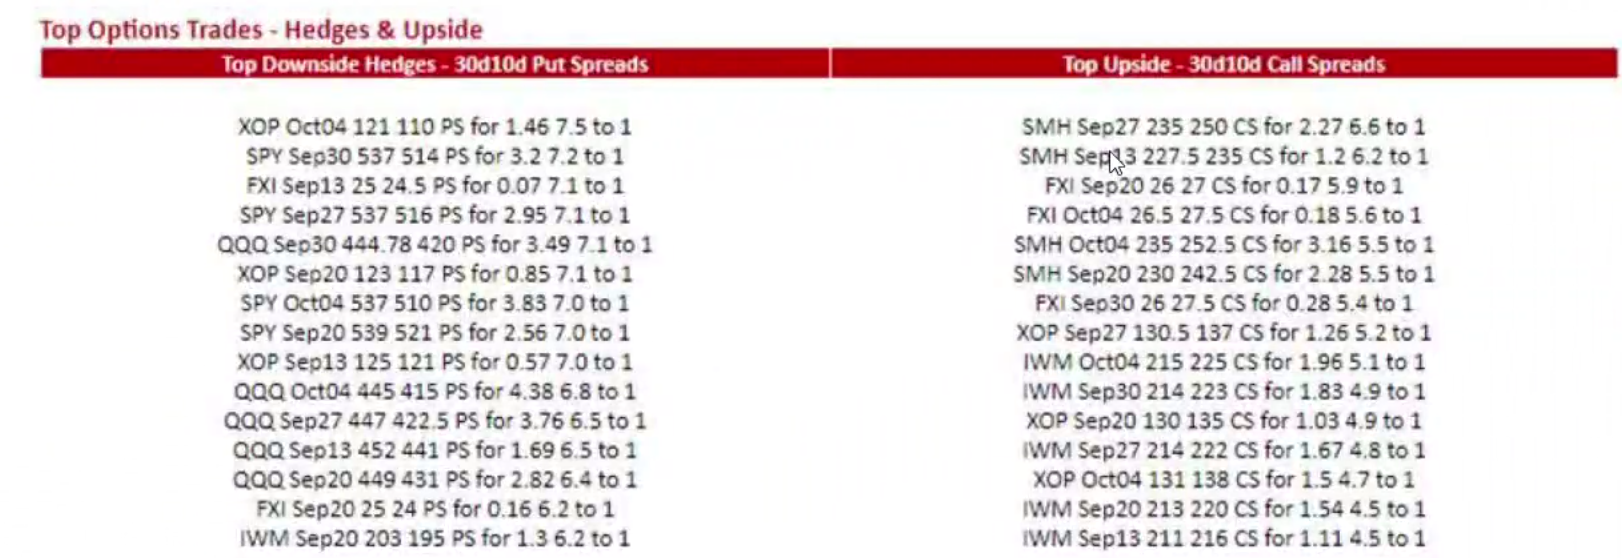 Top Options Trades - Hedges & Upside
Top Downside Hedges - 30d10d Put Spreads
XOP Oct04 121 110 PS for 1.46 7.5 to 1
SPY Sep30 537 514 PS for 3.2 7.2 to 1
FXI Sep13 25 24.5 PS for 0.07 7.1 to 1
SPY Sep27 537 516 PS for 2.95 7.1 to 1
QQQ Sep30 444.78 420 PS for 3.49 7.1 to 1
XOP Sep20 123 117 PS for 0.85 7.1 to 1
SPY Oct04 537 510 PS for 3.83 7.0 to 1
SPY Sep20 539 521 PS for 2.56 7.0 to 1
XOP Sep13 125 121 PS for 0.57 7.0 to 1
QQQ Oct04 445 415 PS for 4.38 6.8 to 1
QQQ Sep27 447 422.5 PS for 3.76 6.5 to 1
QQQ Sep13 452 441 PS for 1.69 6.5 to 1
QQQ Sep20 449 431 PS for 2.82 6.4 to 1
FXI Sep20 25 24 PS for 0.16 6.2 to 1
IWM Sep20 203 195 PS for 1.3 6.2 to 1
Top Upside - 30d10d Call Spreads
SMH Sep27 235 250 CS for 2.27 6.6 to 1
SMH Sep13 227.5 235 CS for 1.2 6.2 to 1
FXI Sep20 26 27 CS for 0.17 5.9 to 1
FXI Oct04 26.5 27.5 CS for 0.18 5.6 to 1
SMH Oct04 235 252.5 CS for 3.16 5.5 to 1
SMH Sep20 230 242.5 CS for 2.28 5.5 to 1
FXI Sep30 26 27.5 CS for 0.28 5.4 to 1
XOP Sep27 130.5 137 CS for 1.26 5.2 to 1
IWM Oct04 215 225 CS for 1.96 5.1 to 1
IWM Sep30 214 223 CS for 1.83 4.9 to 1
XOP Sep20 130 135 CS for 1.03 4.9 to 1
IWM Sep27 214 222 CS for 1.67 4.8 to 1
XOP Oct04 131 138 CS for 1.5 4.7 to 1
IWM Sep20 213 220 CS for 1.54 4.5 to 1
IWM Sep13 211 216 CS for 1.11 4.5 to 1